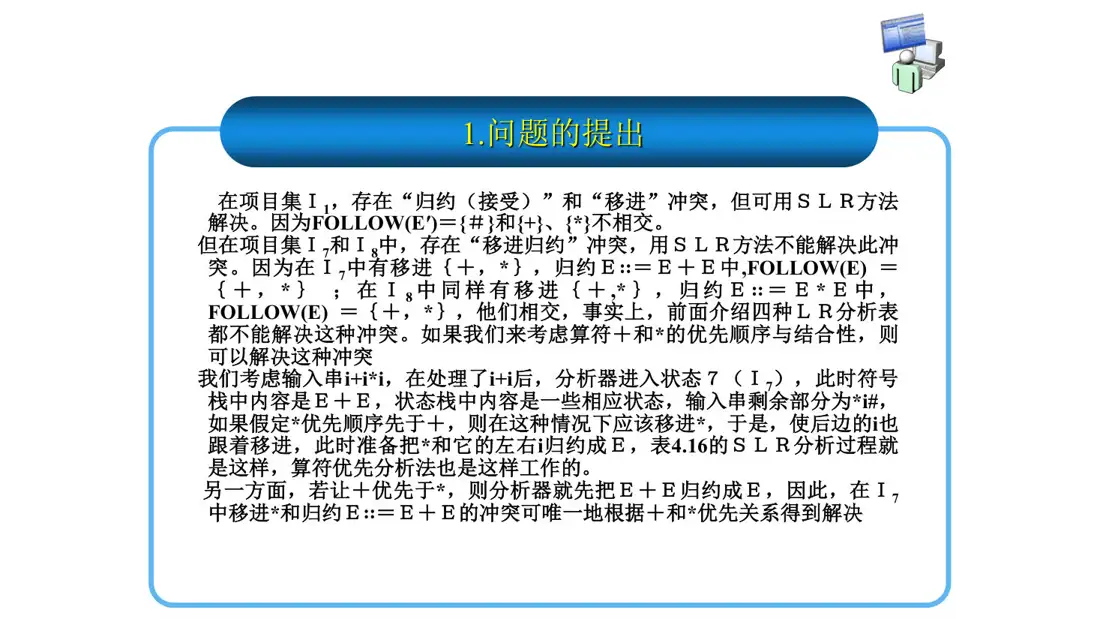 1.问题的提出
在项目集Ｉ1，存在“归约（接受）”和“移进”冲突，但可用ＳＬＲ方法
解决。因为FOLLOW(E′)＝{＃}和{+}、{*}不相交。
但在项目集Ｉ7和Ｉ8中，存在“移进归约”冲突，用ＳＬＲ方法不能解决此冲
突。因为在Ｉ7中有移进｛＋，*｝，归约Ｅ::＝Ｅ＋Ｅ中,FOLLOW(E) ＝
｛＋，*｝ ；在Ｉ8中同样有移进｛＋,*｝，归约Ｅ::＝Ｅ*Ｅ中，
FOLLOW(E) ＝｛＋，*｝，他们相交，事实上，前面介绍四种ＬＲ分析表
都不能解决这种冲突。如果我们来考虑算符＋和*的优先顺序与结合性，则
可以解决这种冲突
我们考虑输入串i+i*i，在处理了i+i后，分析器进入状态７（Ｉ7），此时符号
栈中内容是Ｅ＋Ｅ，状态栈中内容是一些相应状态，输入串剩余部分为*i#，
如果假定*优先顺序先于＋，则在这种情况下应该移进*，于是，使后边的i也
跟着移进，此时准备把*和它的左右i归约成Ｅ，表4.16的ＳＬＲ分析过程就
是这样，算符优先分析法也是这样工作的。
另一方面，若让＋优先于*，则分析器就先把Ｅ＋Ｅ归约成Ｅ，因此，在Ｉ7
中移进*和归约Ｅ::＝Ｅ＋Ｅ的冲突可唯一地根据＋和*优先关系得到解决